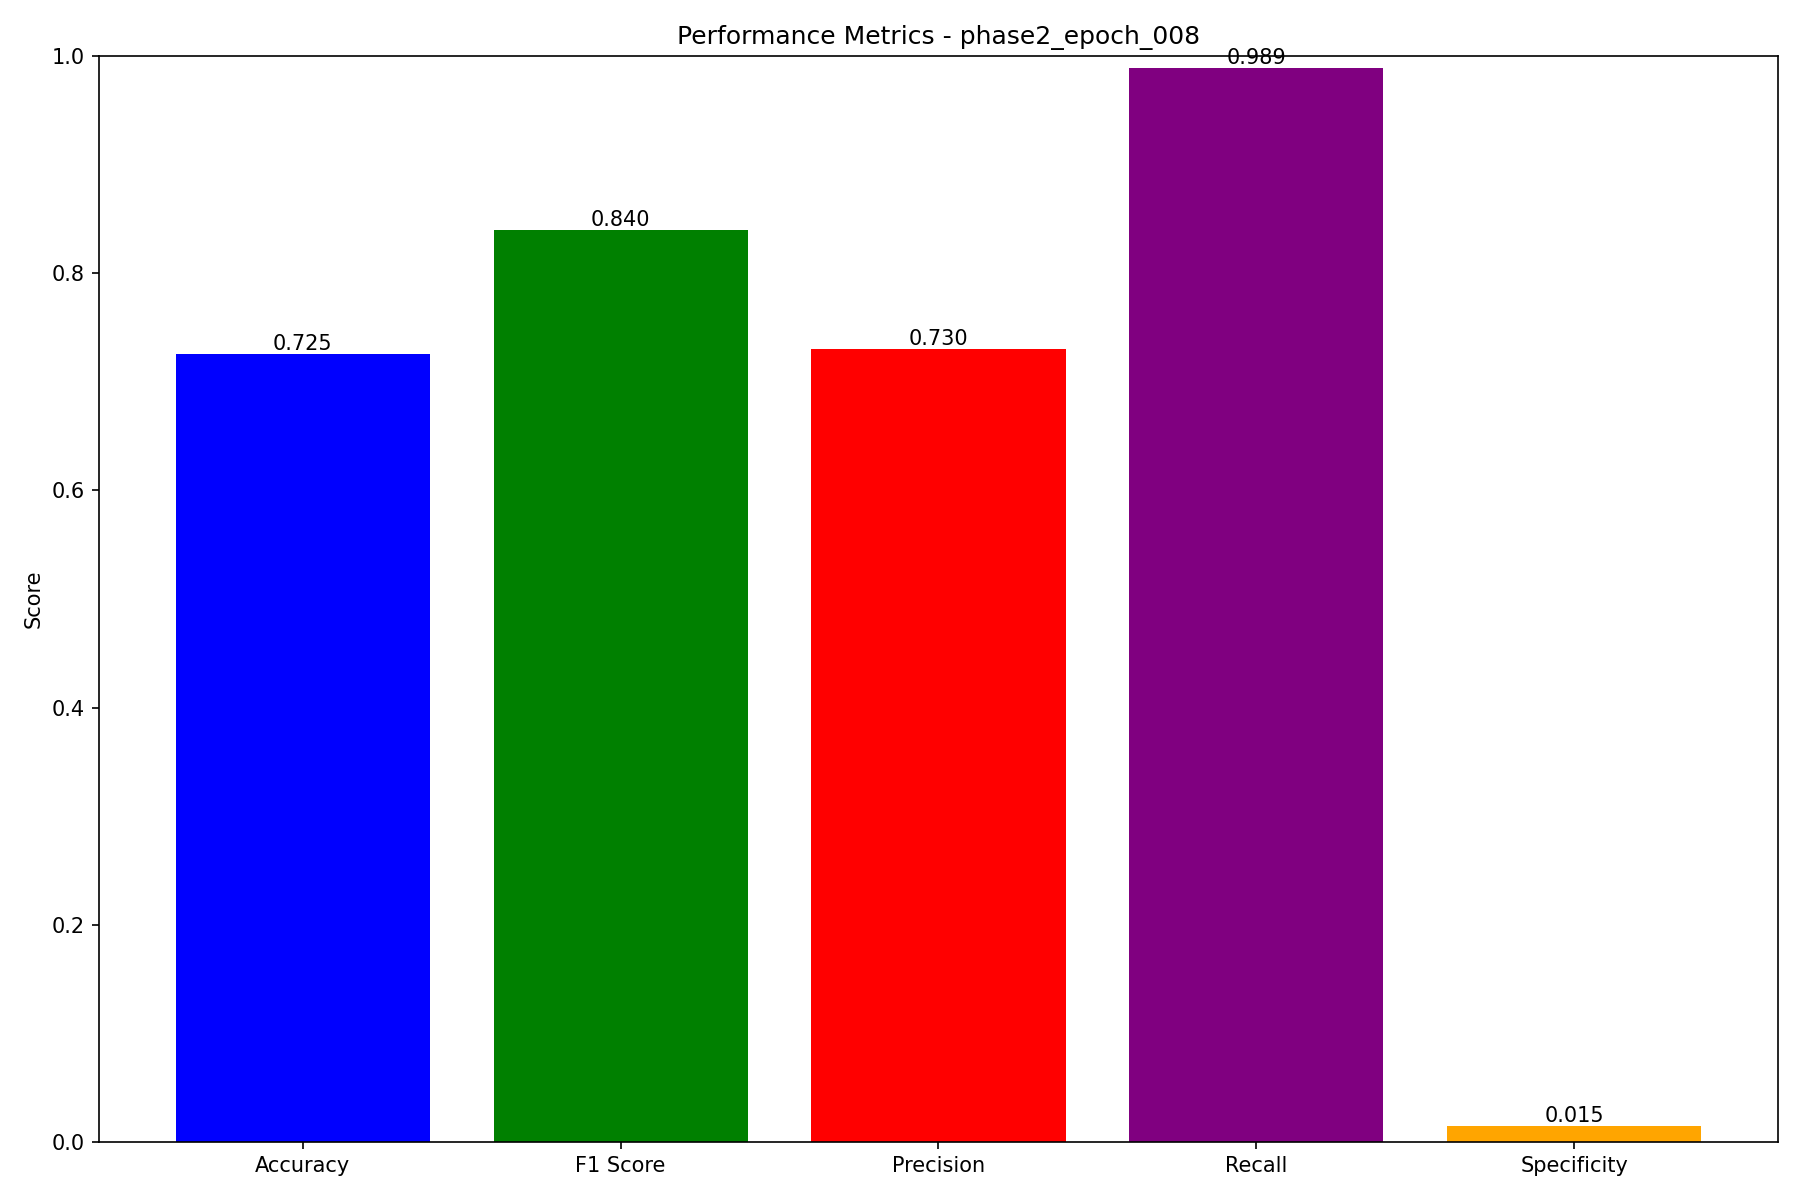 Performance Metrics - phase2_epoch_008
1.0
0.8
0.6
0.4
0.2
0.0
Score
0.725
0.840
0.730
0.989
0.015
Accuracy
F1 Score
Precision
Recall
Specificity